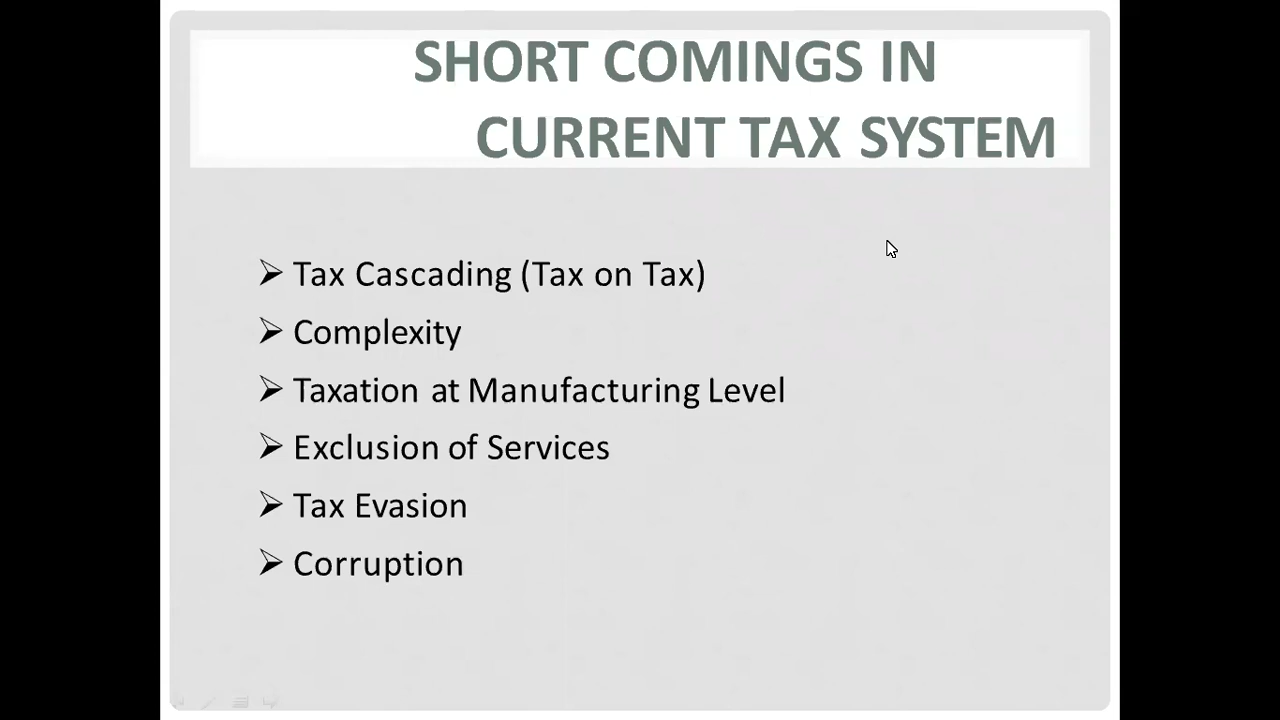 SHORT COMINGS IN
CURRENT TAX SYSTEM
➢ Tax Cascading (Tax on Tax)
➢ Complexity
➢ Taxation at Manufacturing Level
➢ Exclusion of Services
➢ Tax Evasion
➢ Corruption